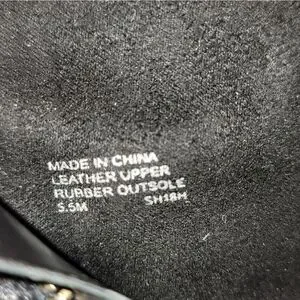 MADE IN CHINA
LEATHER UPPER
RUBBER OUTSOLE
5.5M SH18H